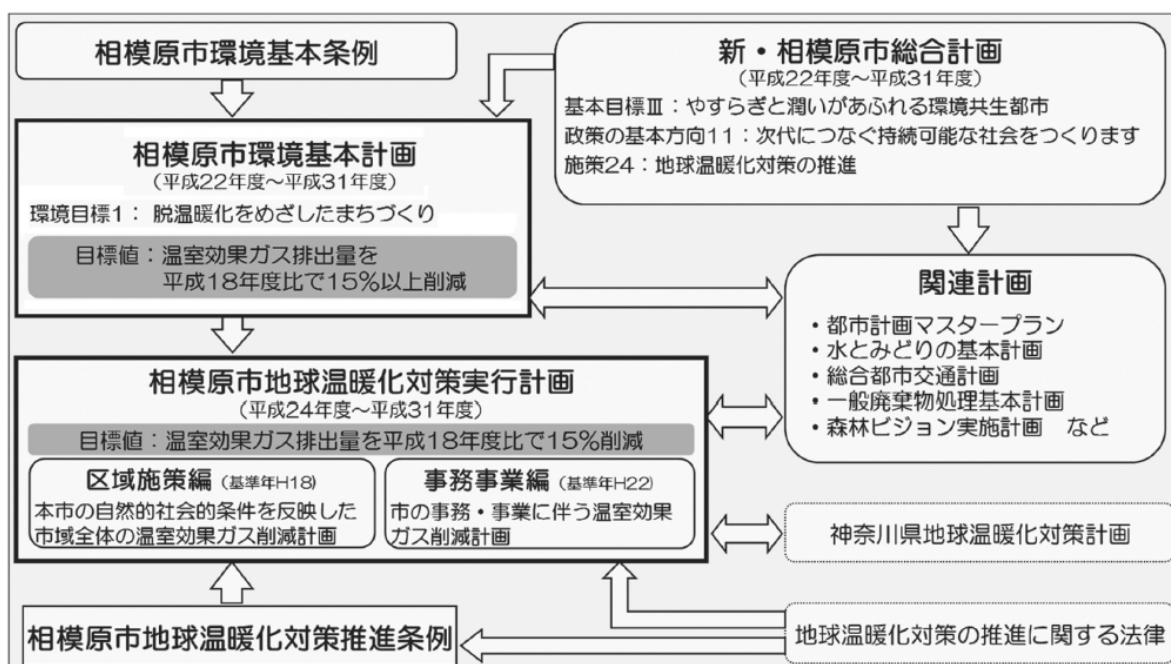 相模原市環境基本条例
新・相模原市総合計画
(平成22年度～平成31年度)
基本目標Ⅲ：やすらぎと潤いがあふれる環境共生都市
政策の基本方向11：次代につなぐ持続可能な社会をつくります
施策24：地球温暖化対策の推進
相模原市環境基本計画
(平成22年度～平成31年度)
環境目標1： 脱温暖化をめざしたまちづくり
目標値：温室効果ガス排出量を
平成18年度比で15%以上削減
関連計画
・都市計画マスタープラン
・水とみどりの基本計画
・総合都市交通計画
・一般廃棄物処理基本計画
・森林ビジョン実施計画 など
相模原市地球温暖化対策実行計画
(平成24年度～平成31年度)
目標値：温室効果ガス排出量を平成18年度比で15%削減
区域施策編 (基準年H18)
本市の自然的社会的条件を反映した
市域全体の温室効果ガス削減計画
事務事業編 (基準年H22)
市の事務・事業に伴う温室効果
ガス削減計画
神奈川県地球温暖化対策計画
相模原市地球温暖化対策推進条例
地球温暖化対策の推進に関する法律